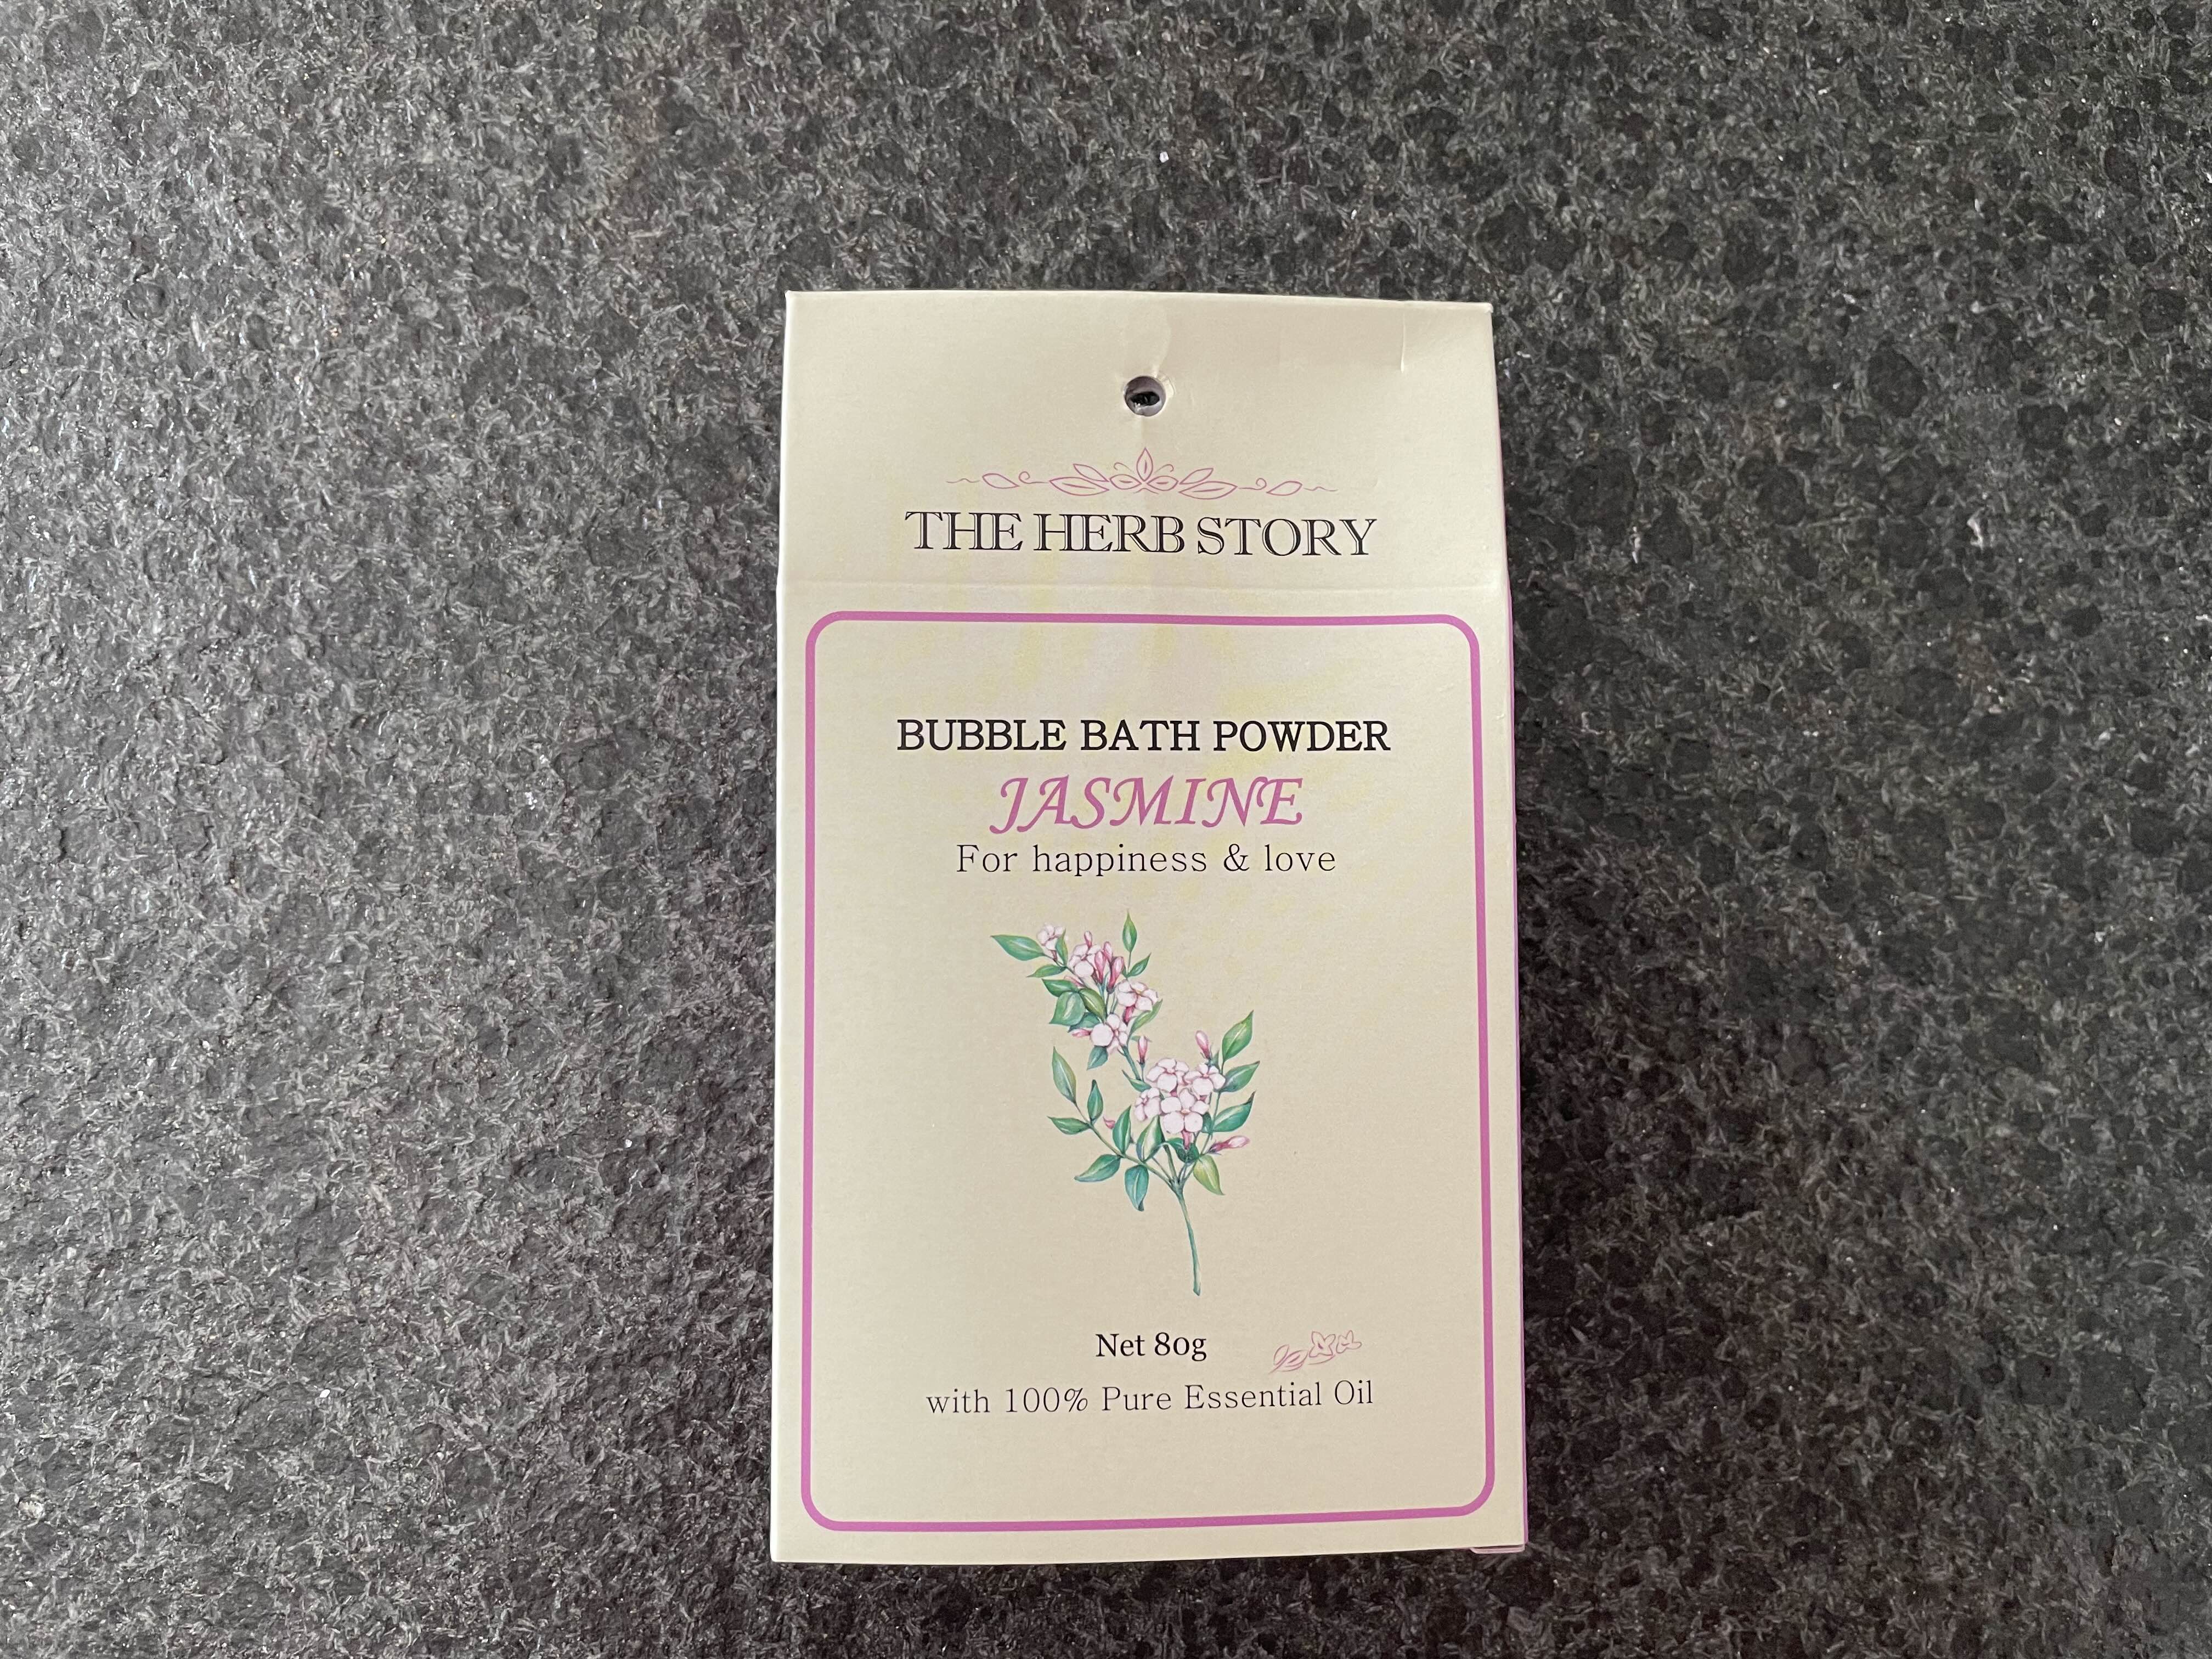 THE HERB STORY
BUBBLE BATH POWDER
JASMINE
For happiness & love
Net 80g
with 100% Pure Essential Oil